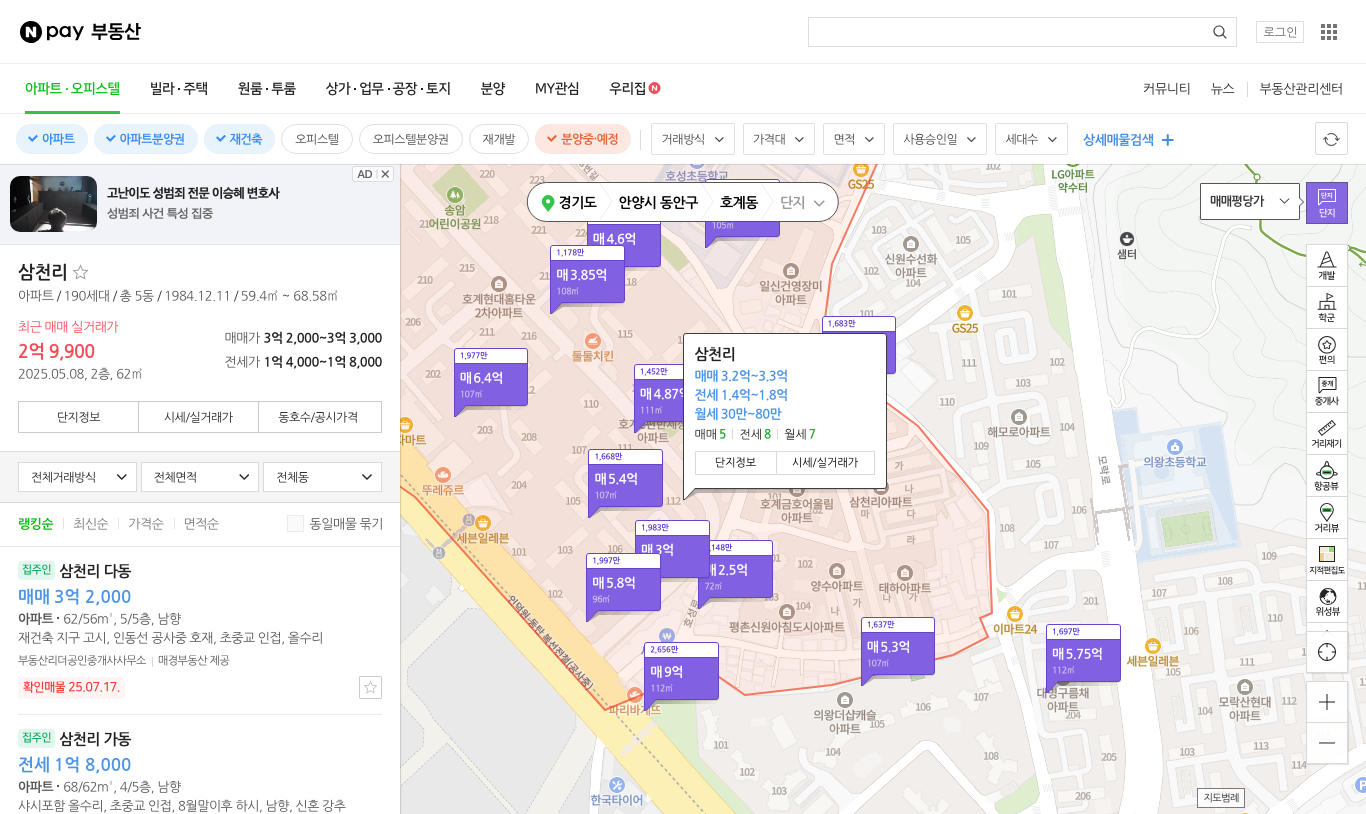 N pay 부동산
로그인
아파트 · 오피스텔
빌라 · 주택
원룸 · 투룸
상가 · 업무 · 공장 · 토지
분양
MY관심
우리집 N
커뮤니티
뉴스
부동산관리센터
아파트
아파트분양권
재건축
오피스텔
오피스텔분양권
재개발
분양중·예정
거래방식
가격대
면적
사용승인일
세대수
상세매물검색
AD
고난이도 성범죄 전문 이승혜 변호사
성범죄 사건 특성 집중
삼천리
아파트 / 190세대 / 총 5동 / 1984.12.11 / 59.4㎡ ~ 68.58㎡
최근 매매 실거래가
2억 9,900
2025.05.08, 2층, 62㎡
매매가 3억 2,000~3억 3,000
전세가 1억 4,000~1억 8,000
단지정보
시세/실거래가
동호수/공시가격
전체거래방식
전체면적
전체동
랭킹순
최신순
가격순
면적순
동일매물 묶기
집주인 삼천리 다동
매매 3억 2,000
아파트 · 62/56㎡, 5/5층, 남향
재건축 지구 고시, 인동선 공사중 호재, 초중교 인접, 올수리
부동산리더공인중개사사무소
매경부동산 제공
확인매물 25.07.17.
집주인 삼천리 가동
전세 1억 8,000
아파트 · 68/62㎡, 4/5층, 남향
샤시포함 올수리, 초중교 인접, 8월말이후 하시, 남향, 신혼 강추
경기도
안양시 동안구
호계동
단지
매매평당가
단지
단지
개발
학군
편의
중개
중개사
거리재기
항공뷰
거리뷰
지적편집도
위성뷰
지도범례
호성초등학교
GS25
LG아파트
약수터
송암
어린이공원
매4.6억
105㎡
1,178만
매3.85억
108㎡
호계현대홈타운
2차아파트
일신건영장미
아파트
신원수선화
아파트
샘터
GS25
둘둘치킨
1,977만
매6.4억
107㎡
1,452만
매4.87억
111㎡
아파트
1,683만
삼천리
매매 3.2억~3.3억
전세 1.4억~1.8억
월세 30만~80만
매매 5
전세 8
월세 7
단지정보
시세/실거래가
해모로아파트
모락로
의왕초등학교
뚜레쥬르
1,668만
매5.4억
107㎡
호계금호어울림
아파트
삼천리아파트
세븐일레븐
1,983만
매3억
148만
2.5억
72㎡
1,997만
매5.8억
96㎡
양수아파트
태하아파트
평촌신원아침도시아파트
인덕원-동탄 복선전철(공사중)
이마트24
1,637만
매5.3억
107㎡
1,697만
매5.75억
112㎡
세븐일레븐
2,656만
매9억
112㎡
파리바게뜨
의왕더샵캐슬
아파트
대명구름채
아파트
모락산현대
아파트
한국타이어